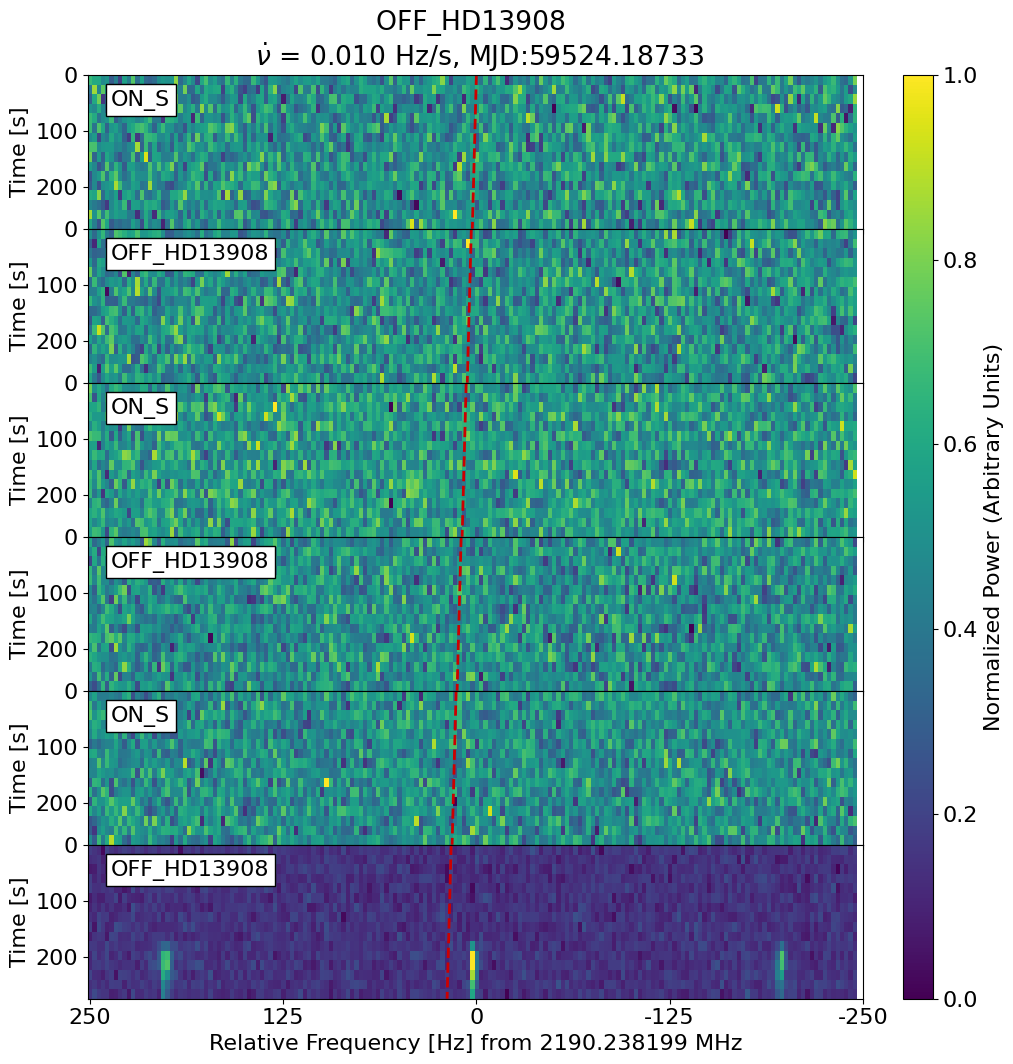 OFF_HD13908
ν̇ = 0.010 Hz/s, MJD:59524.18733
0
ON_S
100
200
Time [s]
0
OFF_HD13908
100
200
Time [s]
0
ON_S
100
200
Time [s]
0
OFF_HD13908
100
200
Time [s]
0
ON_S
100
200
Time [s]
0
OFF_HD13908
100
200
Time [s]
250 125 0 -125 -250
Relative Frequency [Hz] from 2190.238199 MHz
1.0
0.8
0.6
0.4
0.2
0.0
Normalized Power (Arbitrary Units)